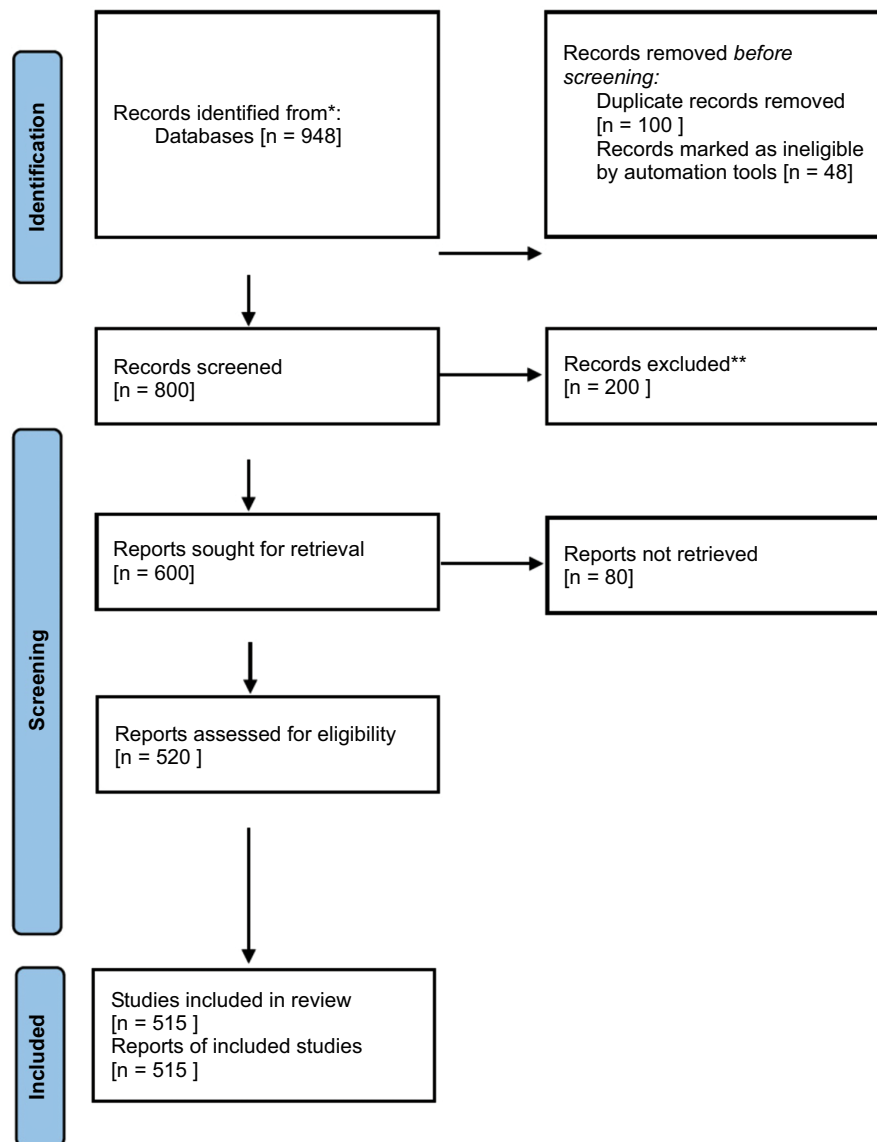 Identification
Records identified from*:
Databases [n = 948]
Records removed before
screening:
Duplicate records removed
[n = 100 ]
Records marked as ineligible
by automation tools [n = 48]
Records screened
[n = 800]
Records excluded**
[n = 200 ]
Screening
Reports sought for retrieval
[n = 600]
Reports not retrieved
[n = 80]
Reports assessed for eligibility
[n = 520 ]
Included
Studies included in review
[n = 515 ]
Reports of included studies
[n = 515 ]